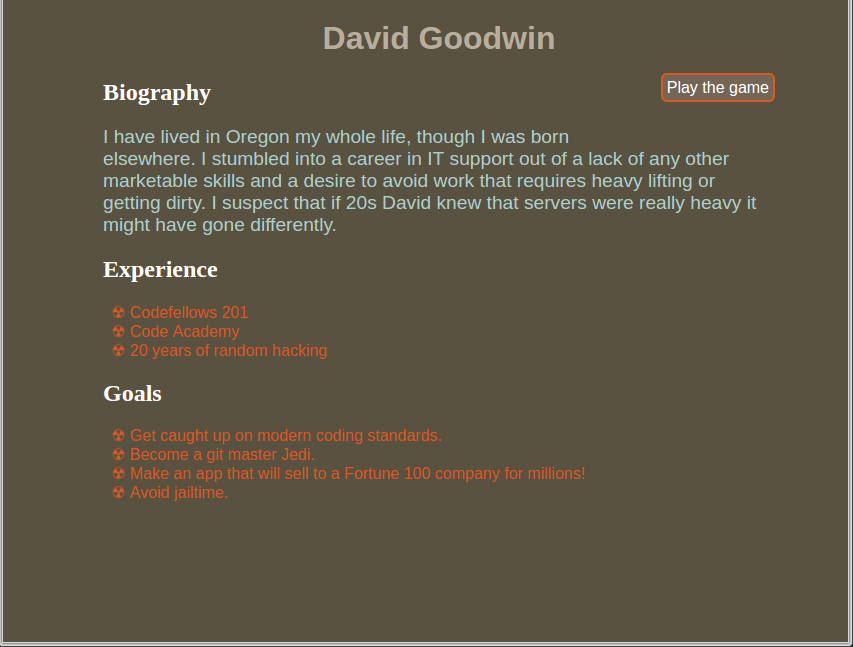 David Goodwin
Play the game
Biography
I have lived in Oregon my whole life, though I was born
elsewhere. I stumbled into a career in IT support out of a lack of any other
marketable skills and a desire to avoid work that requires heavy lifting or
getting dirty. I suspect that if 20s David knew that servers were really heavy it
might have gone differently.
Experience
☢ Codefellows 201
☢ Code Academy
☢ 20 years of random hacking
Goals
☢ Get caught up on modern coding standards.
☢ Become a git master Jedi.
☢ Make an app that will sell to a Fortune 100 company for millions!
☢ Avoid jailtime.